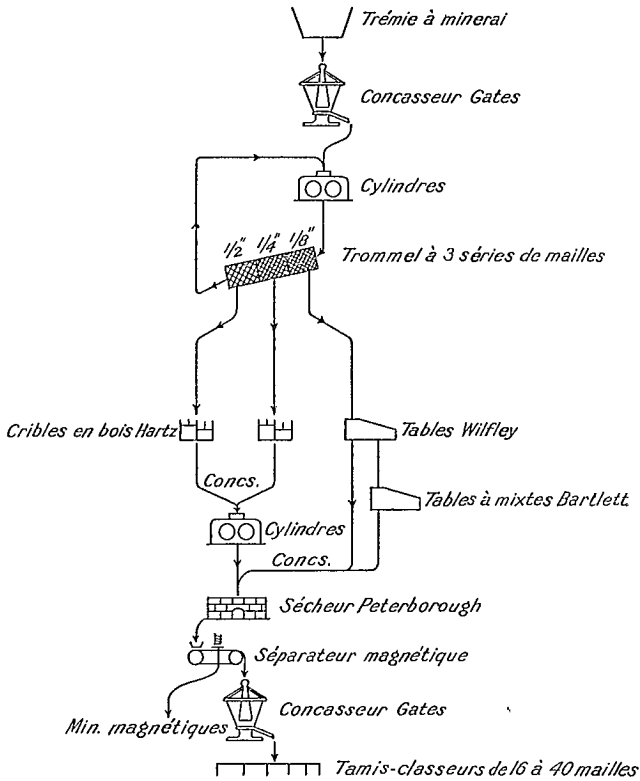 Trémie à minerai
Concasseur Gates
Cylindres
1/2" 1/4" 1/8"
Trommel à 3 séries de mailles
Cribles en bois Hartz
Tables Wilfley
Concs.
Tables à mixtes Bartlett.
Cylindres
Concs.
Sécheur Peterborough
Séparateur magnétique
Min. magnétiques
Concasseur Gates
Tamis-classeurs de 16 à 40 mailles